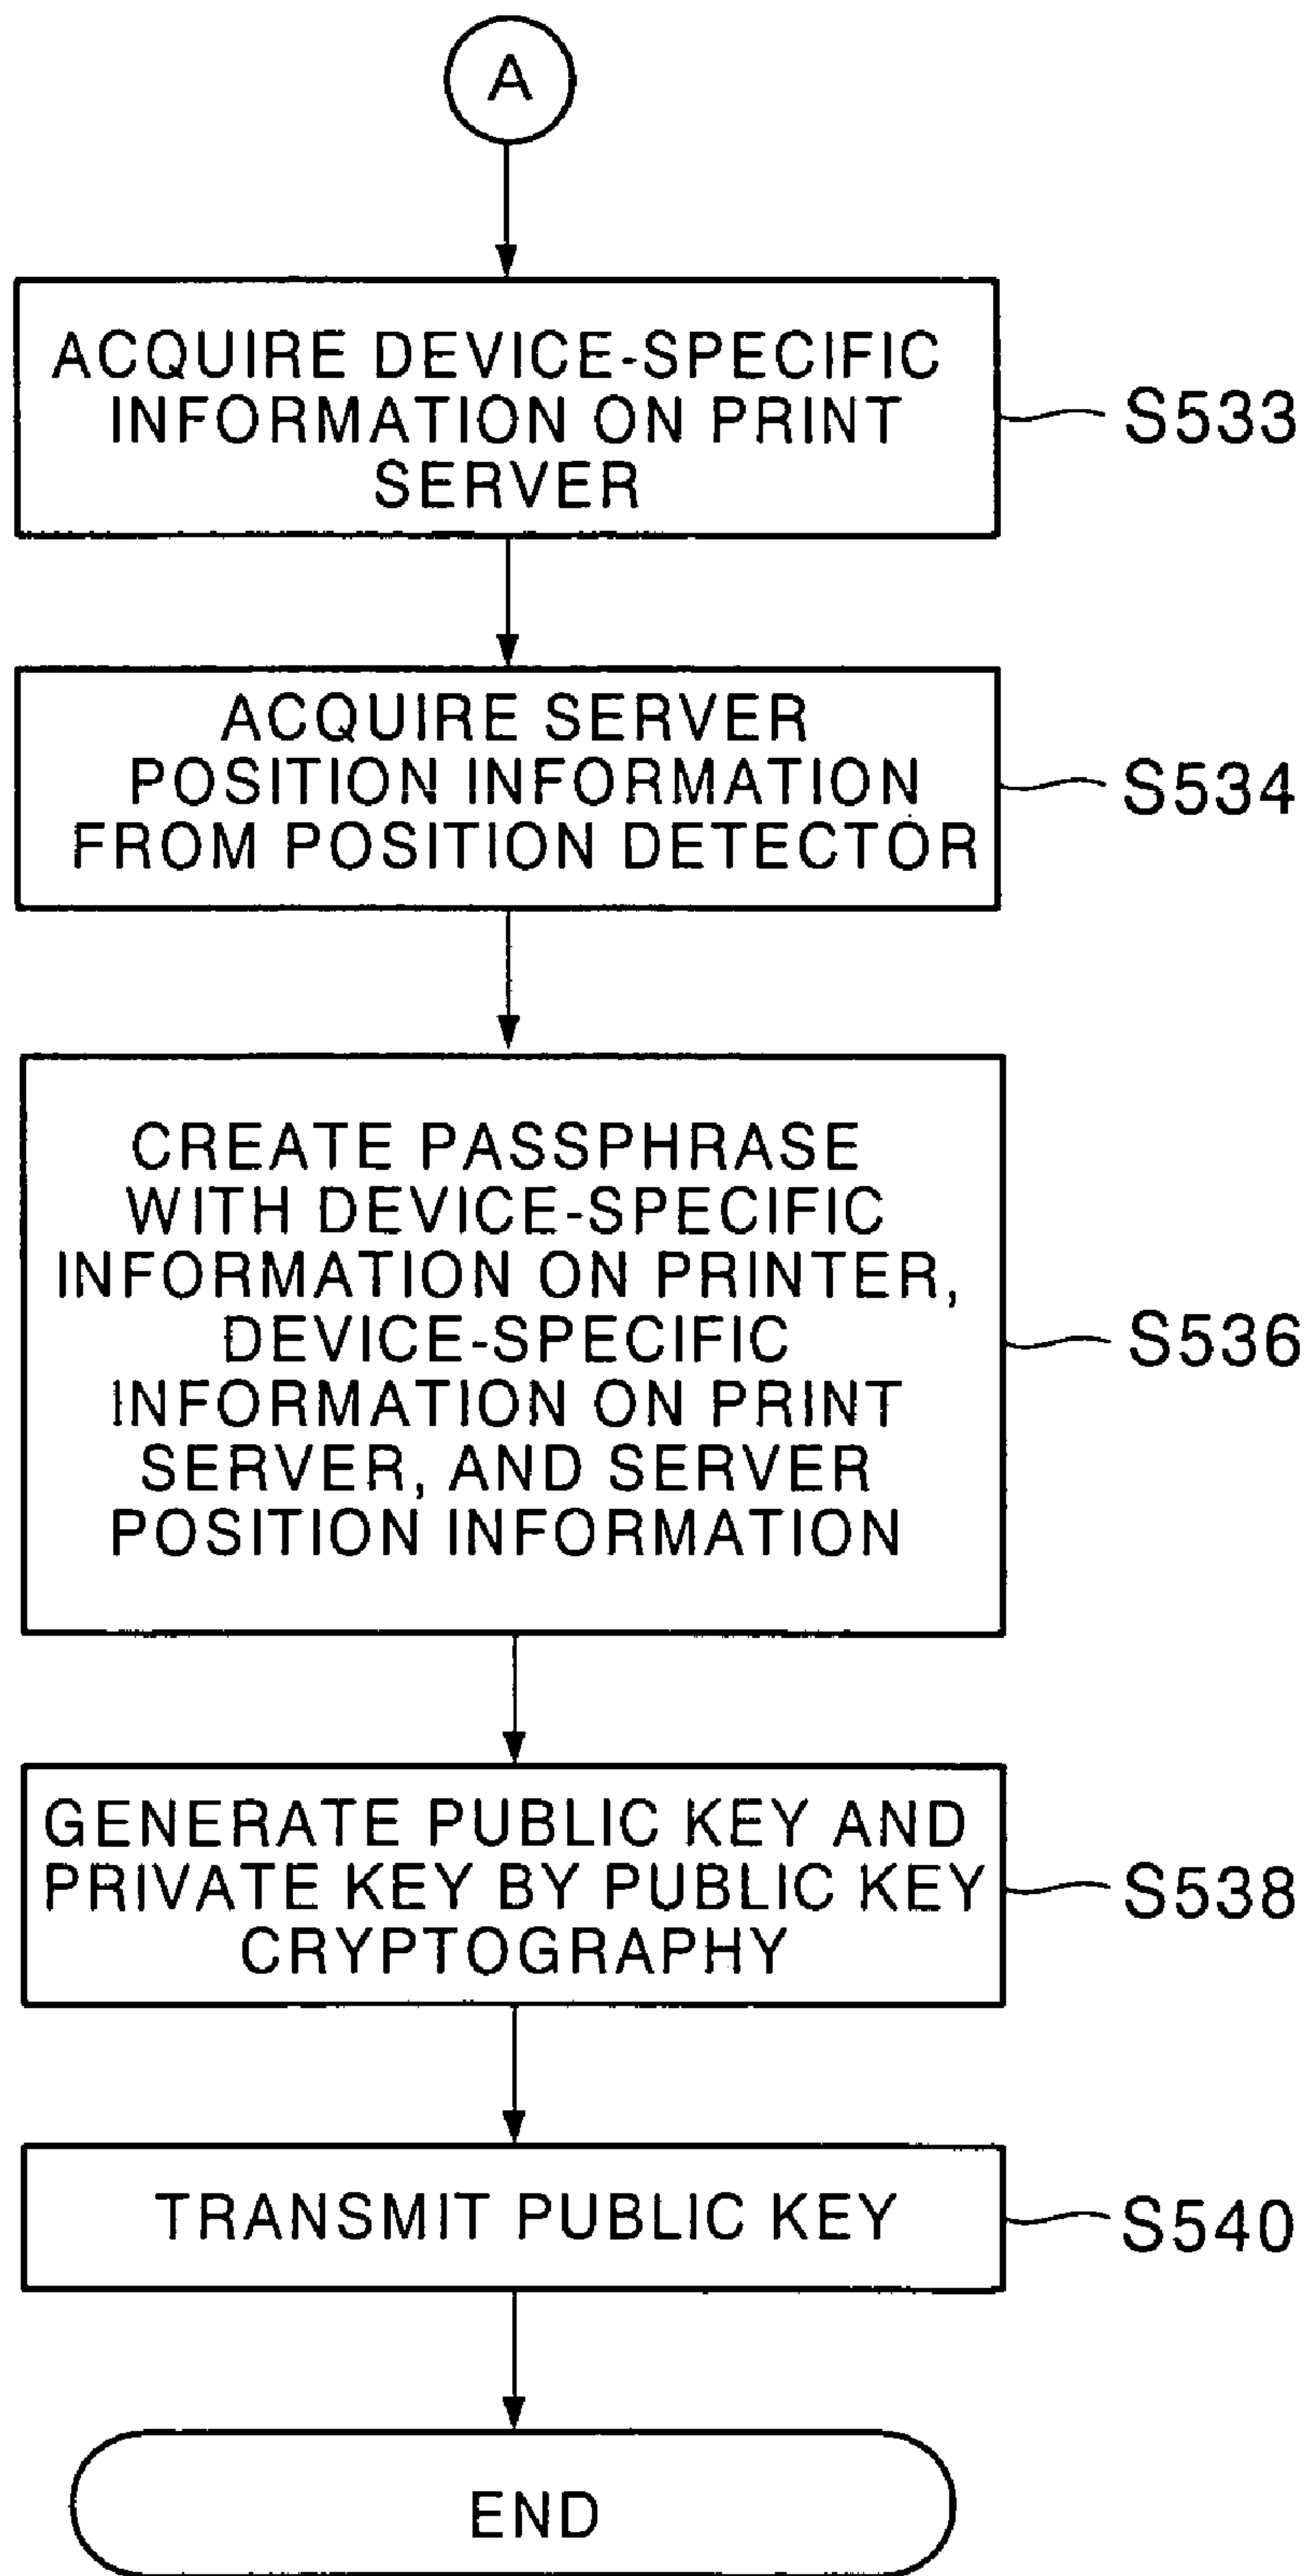 A
ACQUIRE DEVICE-SPECIFIC
INFORMATION ON PRINT
SERVER
S533
ACQUIRE SERVER
POSITION INFORMATION
FROM POSITION DETECTOR
S534
CREATE PASSPHRASE
WITH DEVICE-SPECIFIC
INFORMATION ON PRINTER,
DEVICE-SPECIFIC
INFORMATION ON PRINT
SERVER, AND SERVER
POSITION INFORMATION
S536
GENERATE PUBLIC KEY AND
PRIVATE KEY BY PUBLIC KEY
CRYPTOGRAPHY
S538
TRANSMIT PUBLIC KEY
S540
END